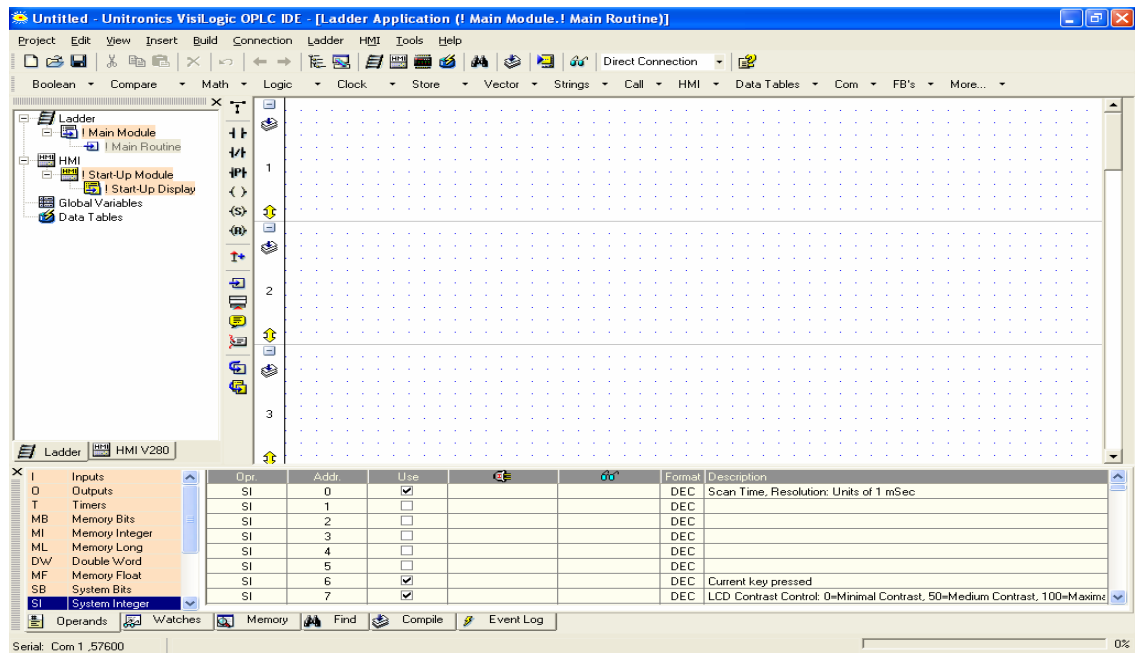 Untitled - Unitronics VisiLogic OPLC IDE - [Ladder Application (! Main Module.! Main Routine)]
Project Edit View Insert Build Connection Ladder HMI Tools Help
Direct Connection
Boolean Compare Math Logic Clock Store Vector Strings Call HMI Data Tables Com FB's More...
Ladder
! Main Module
! Main Routine
HMI
! Start-Up Module
! Start-Up Display
Global Variables
Data Tables
1
2
3
Ladder HMI V280
I Inputs
O Outputs
T Timers
MB Memory Bits
MI Memory Integer
ML Memory Long
DW Double Word
MF Memory Float
SB System Bits
SI System Integer
Opr. Addr. Use Format Description
SI 0 DEC Scan Time, Resolution: Units of 1 mSec
SI 1 DEC
SI 2 DEC
SI 3 DEC
SI 4 DEC
SI 5 DEC
SI 6 DEC Current key pressed
SI 7 DEC LCD Contrast Control: 0=Minimal Contrast, 50=Medium Contrast, 100=Maxima
Operands Watches Memory Find Compile Event Log
Serial: Com 1 ,57600 0%